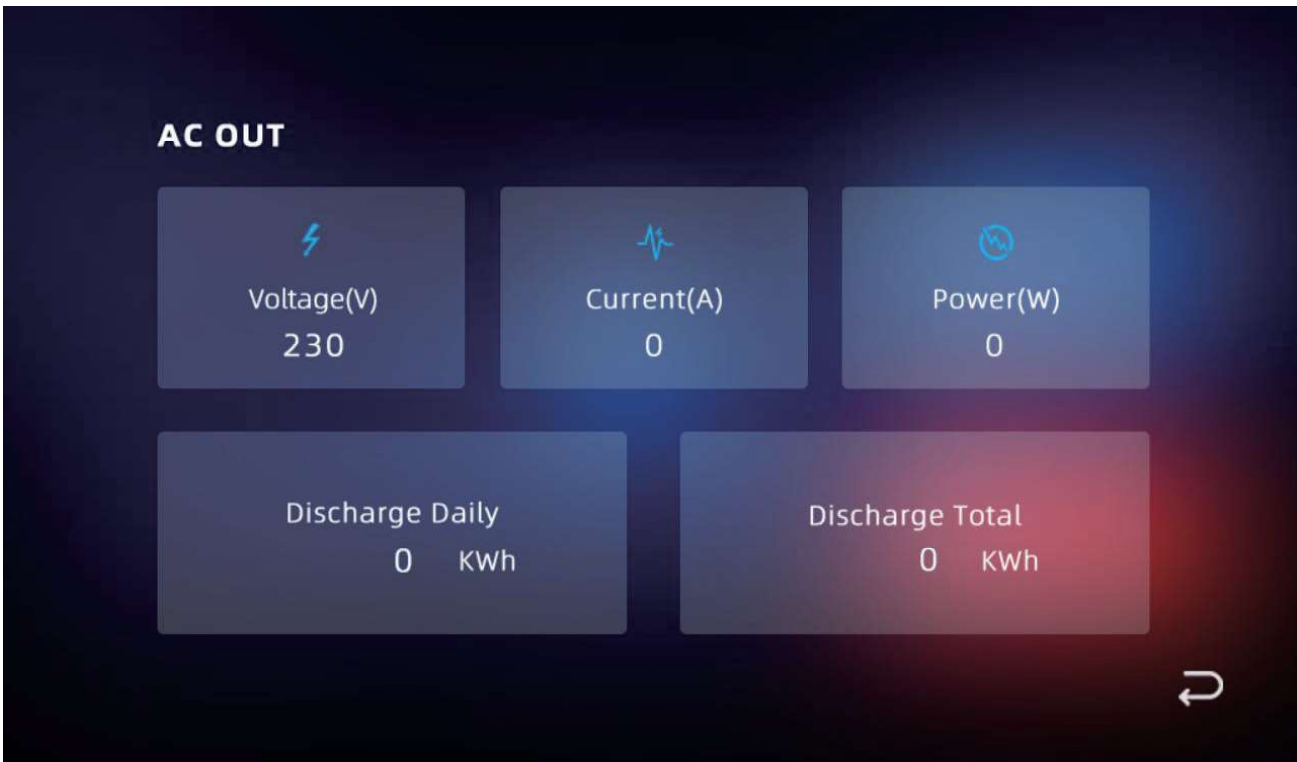 AC OUT
Voltage(V)
230
Current(A)
0
Power(W)
0
Discharge Daily
0 KWh
Discharge Total
0 KWh